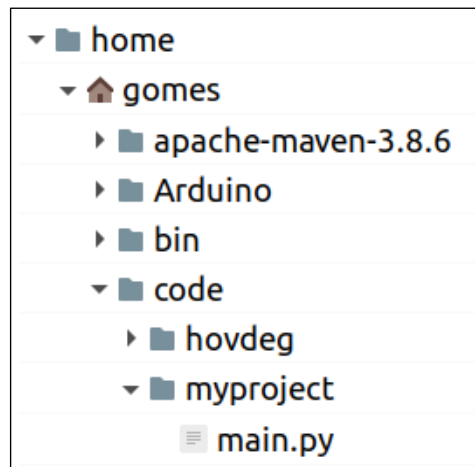 home
gomes
apache-maven-3.8.6
Arduino
bin
code
hovdeg
myproject
main.py